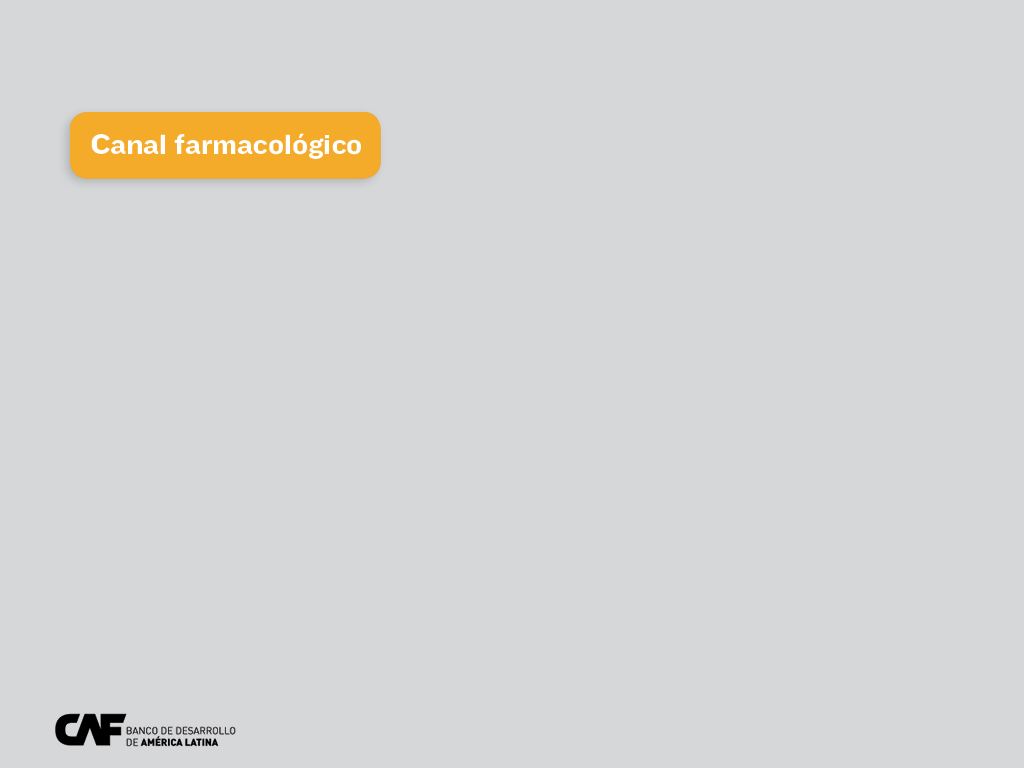 Canal farmacológico
CAF BANCO DE DESARROLLO
DE AMÉRICA LATINA